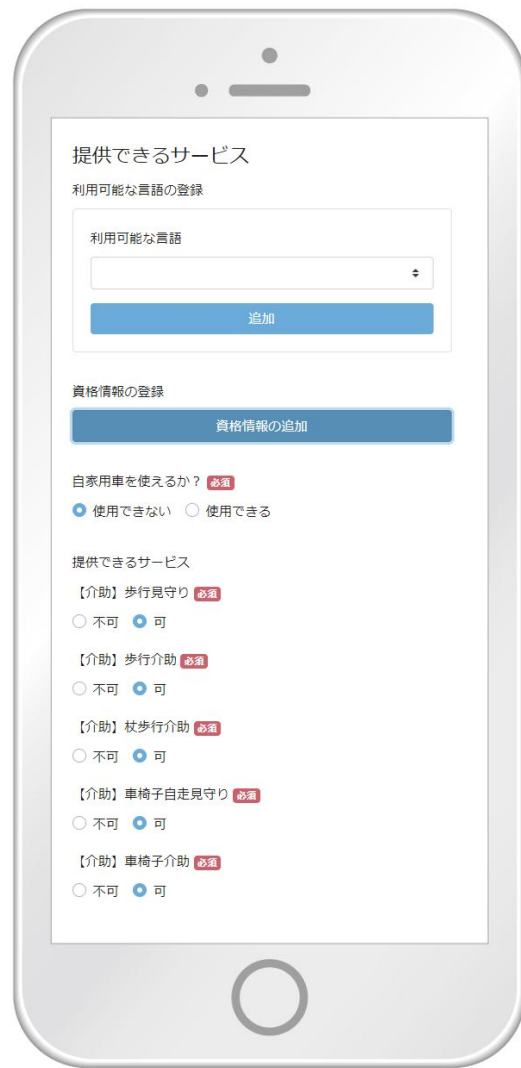 提供できるサービス
利用可能な言語の登録
利用可能な言語
追加
資格情報の登録
資格情報の追加
自家用車を使えるか？ 必須
使用できない 使用できる
提供できるサービス
【介助】歩行見守り 必須
不可 可
【介助】歩行介助 必須
不可 可
【介助】杖歩行介助 必須
不可 可
【介助】車椅子自走見守り 必須
不可 可
【介助】車椅子介助 必須
不可 可